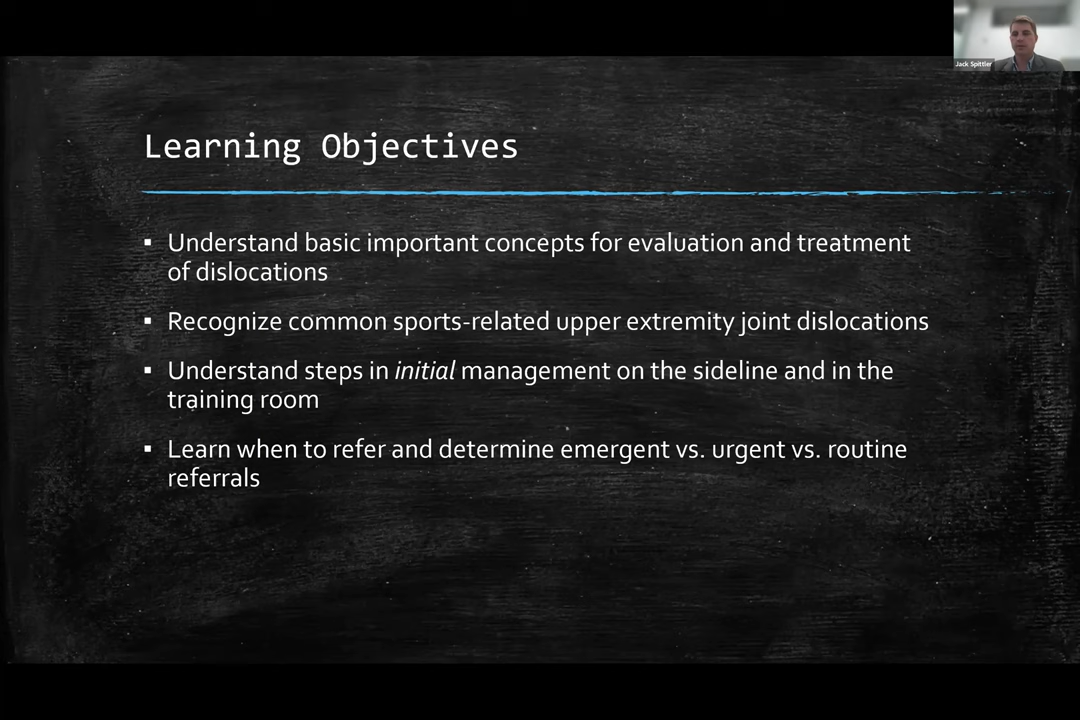 Jack Spittler
Learning Objectives
▪ Understand basic important concepts for evaluation and treatment
of dislocations
▪ Recognize common sports-related upper extremity joint dislocations
▪ Understand steps in initial management on the sideline and in the
training room
▪ Learn when to refer and determine emergent vs. urgent vs. routine
referrals